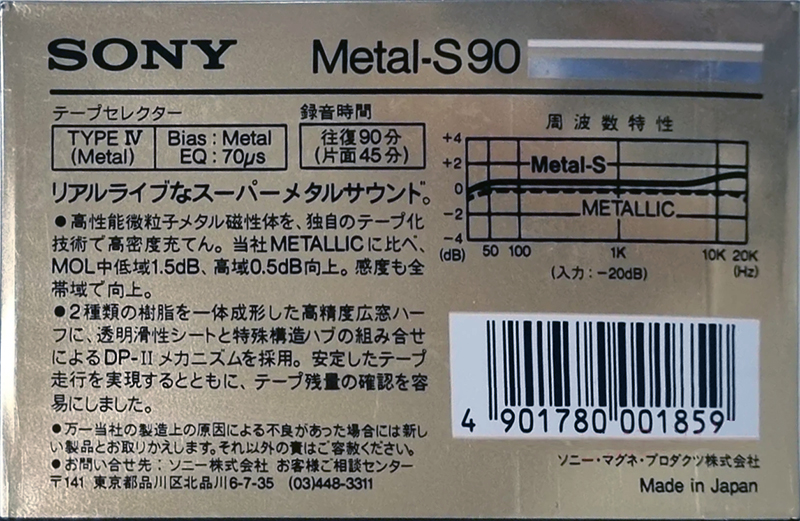 SONY Metal-S90
テープセレクター
TYPE IV Bias : Metal
(Metal) EQ : 70μs
録音時間
往復90分
(片面45分)
リアルライブなスーパーメタルサウンド。
●高性能微粒子メタル磁性体を、独自のテープ化
技術で高密度充てん。当社METALLICに比べ、
MOL中低域1.5dB、高域0.5dB向上。感度も全
帯域で向上。
●2種類の樹脂を一体成形した高精度広窓ハー
フに、透明滑性シートと特殊構造ハブの組み合せ
によるDP-IIメカニズムを採用。安定したテープ
走行を実現するとともに、テープ残量の確認を容
易にしました。
●万一当社の製造上の原因による不良があった場合には新し
い製品とお取りかえします。それ以外の責はご容赦ください。
●お問い合せ先：ソニー株式会社 お客様ご相談センター
〒141 東京都品川区北品川6-7-35 (03)448-3311
周波数特性
+4
+2
0
−2
−4
(dB)
Metal-S
METALLIC
50 100 1K 10K 20K
(Hz)
(入力：−20dB)
4 901780 001859
ソニー・マグネ・プロダクツ株式会社
Made in Japan